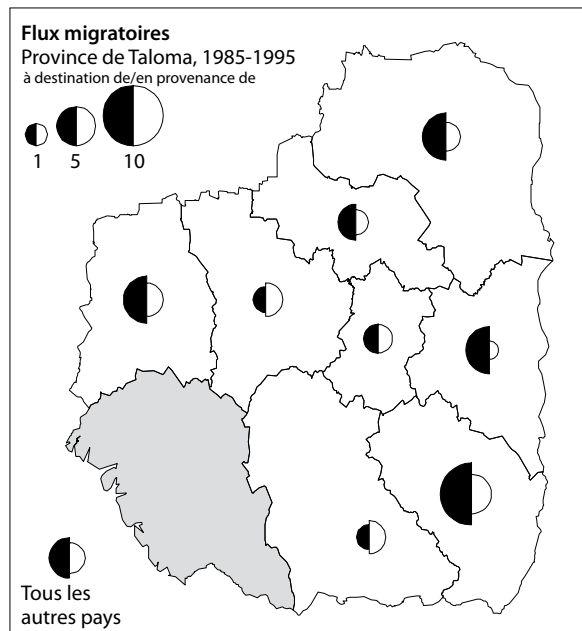 Flux migratoires
Province de Taloma, 1985-1995
à destination de/en provenance de
1 5 10
Tous les
autres pays